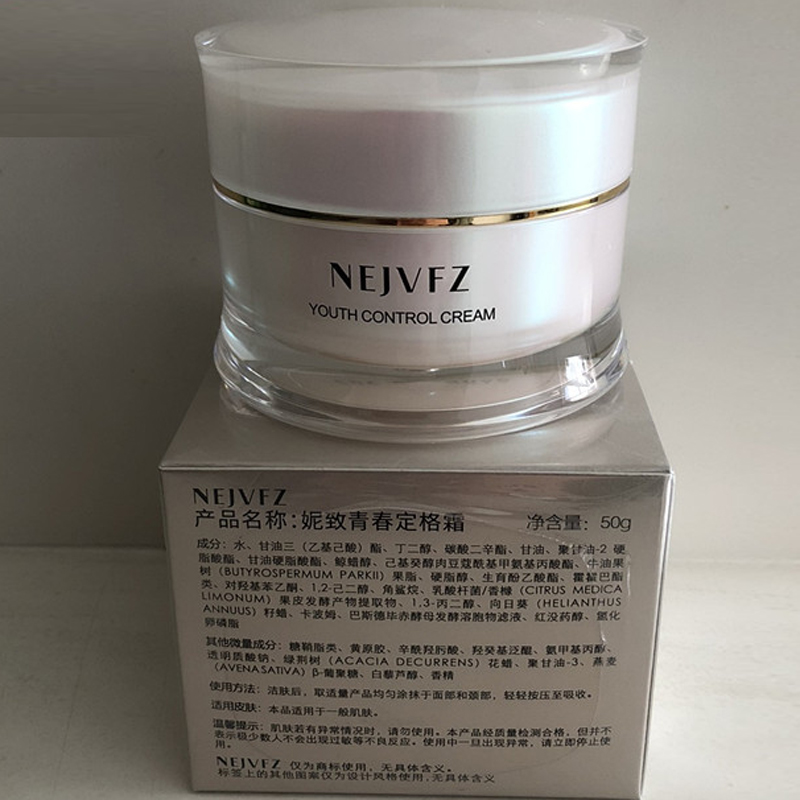 NEJVFZ
YOUTH CONTROL CREAM
NEJVFZ
产品名称：妮致青春定格霜 净含量：50g
成分：水、甘油三（乙基己酸）酯、丁二醇、碳酸二辛酯、甘油、聚甘油-2 硬
脂酸酯、甘油硬脂酸酯、鲸蜡醇、己基癸醇肉豆蔻酰基甲氨基丙酸酯、牛油果
树（BUTYROSPERMUM PARKII）果脂、硬脂醇、生育酚乙酸酯、霍霍巴酯
类、对羟基苯乙酮、1,2-己二醇、角鲨烷、乳酸杆菌/香橼（CITRUS MEDICA
LIMONUM）果皮发酵产物提取物、1,3-丙二醇、向日葵（HELIANTHUS
ANNUUS）籽蜡、卡波姆、巴斯德毕赤酵母发酵溶胞物滤液、红没药醇、氢化
卵磷脂
其他微量成分：糖鞘脂类、黄原胶、辛酰羟肟酸、羟癸基泛醌、氨甲基丙醇、
透明质酸钠、绿荆树（ACACIA DECURRENS）花蜡、聚甘油-3、燕麦
（AVENASATIVA）β-葡聚糖、白藜芦醇、香精
使用方法：洁肤后，取适量产品均匀涂抹于面部和颈部，轻轻按压至吸收。
适用皮肤：本品适用于一般肌肤。
温馨提示：肌肤若有异常情况时，请勿使用。本产品经质量检测合格，但并不
表示极少数人不会出现过敏等不良反应。使用中一旦出现异常，请立即停止使
用。
NEJVFZ 仅为商标使用，无具体含义。
标签上的其他图案仅为设计风格使用，无具体含义